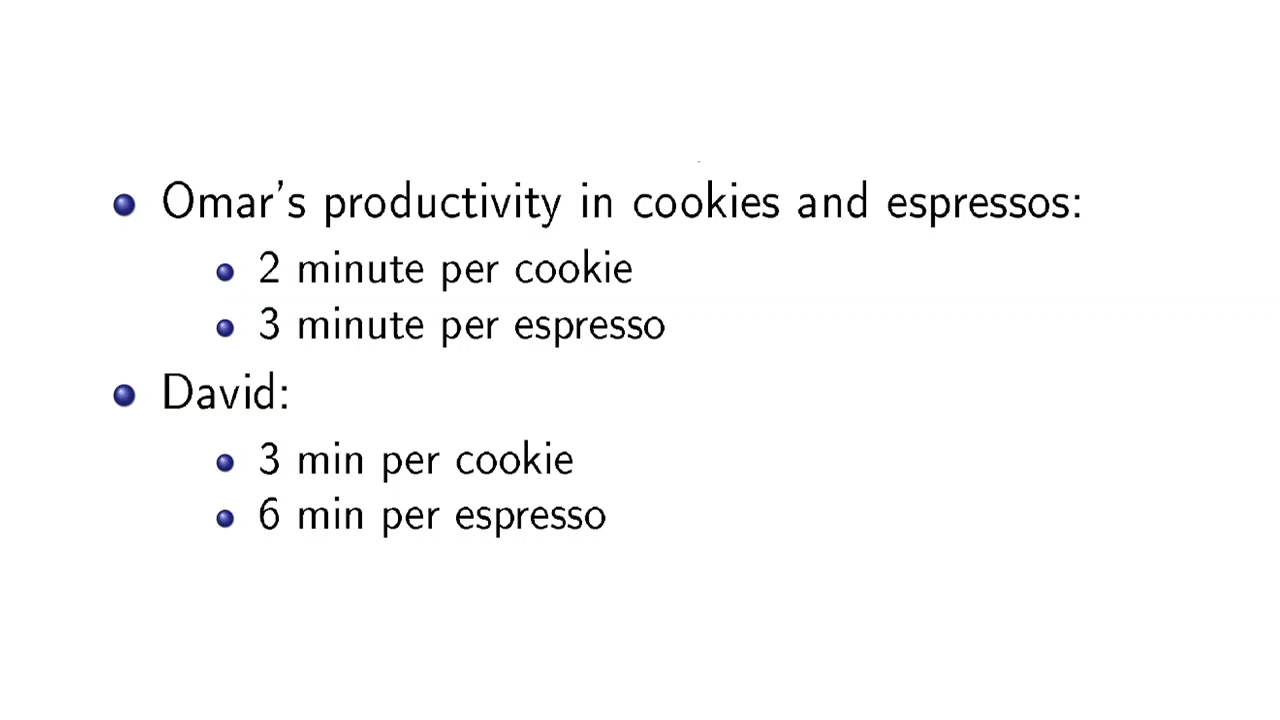 Omar's productivity in cookies and espressos:
2 minute per cookie
3 minute per espresso
David:
3 min per cookie
6 min per espresso